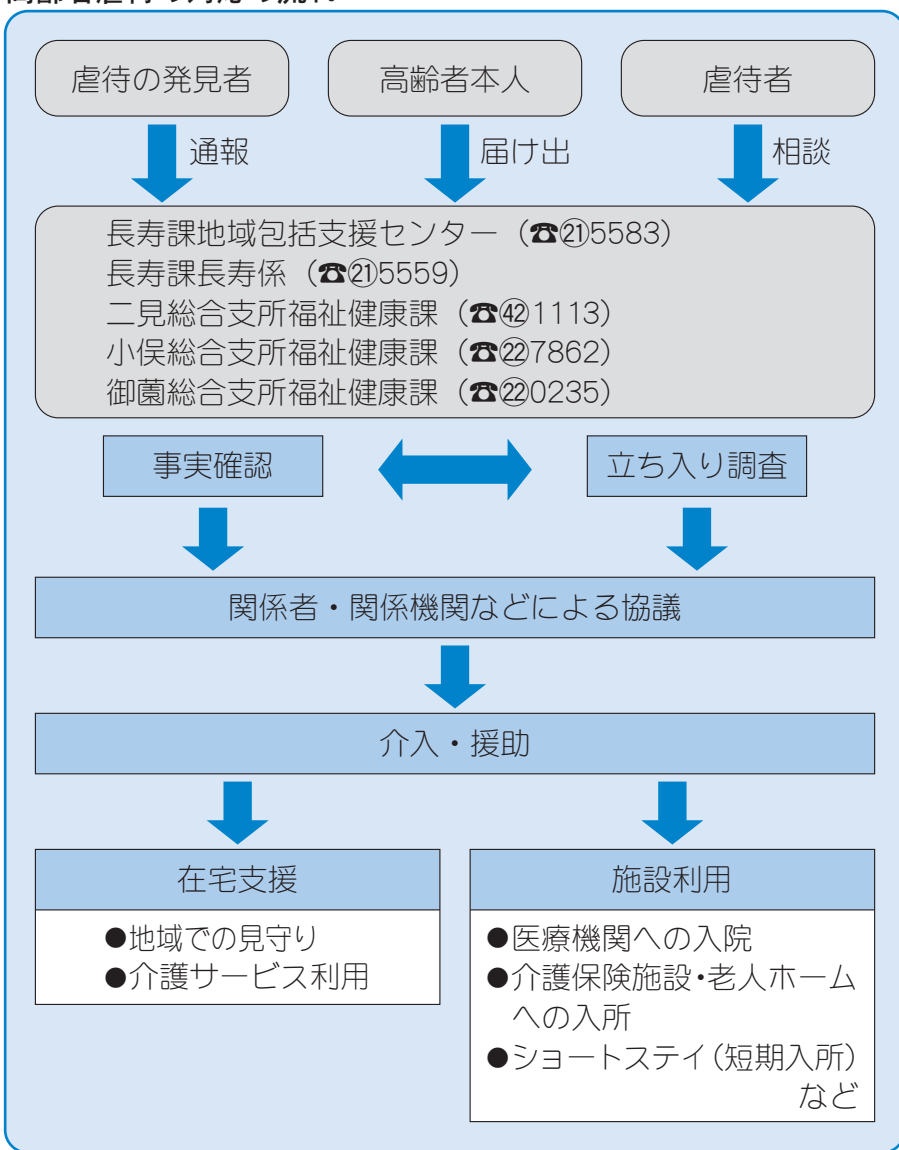 虐待の発見者
高齢者本人
虐待者
通報
届け出
相談
長寿課地域包括支援センター（☎㉑5583）
長寿課長寿係（☎㉑5559）
二見総合支所福祉健康課（☎㊷1113）
小俣総合支所福祉健康課（☎㉒7862）
御薗総合支所福祉健康課（☎㉒0235）
事実確認
立ち入り調査
関係者・関係機関などによる協議
介入・援助
在宅支援
●地域での見守り
●介護サービス利用
施設利用
●医療機関への入院
●介護保険施設・老人ホーム
への入所
●ショートステイ（短期入所）
など